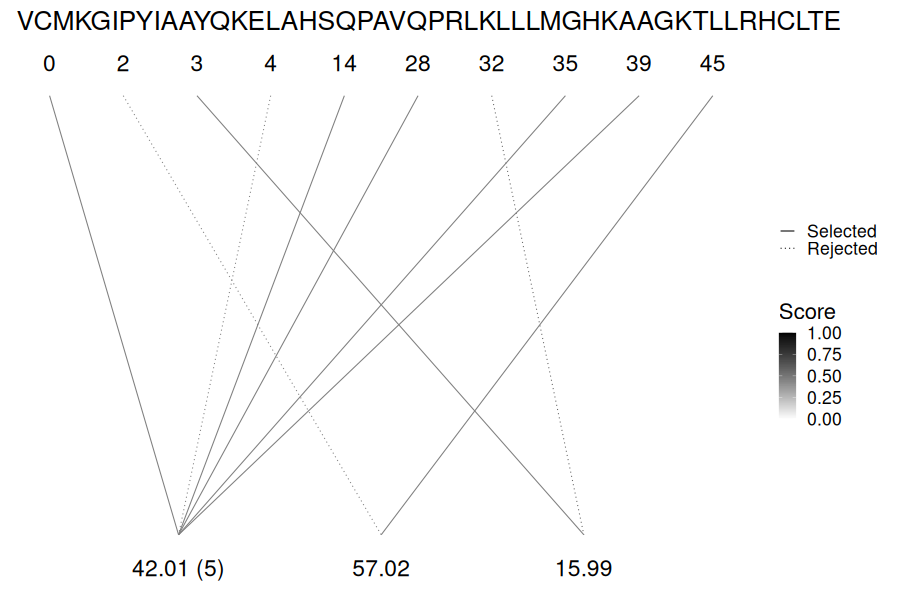 VCMKGIPYIAAYQKELAHSQPAVQPRLKLLLMGHKAAGKTLLRHCLTE
0 2 3 4 14 28 32 35 39 45
Selected
Rejected
Score
1.00
0.75
0.50
0.25
0.00
42.01 (5) 57.02 15.99